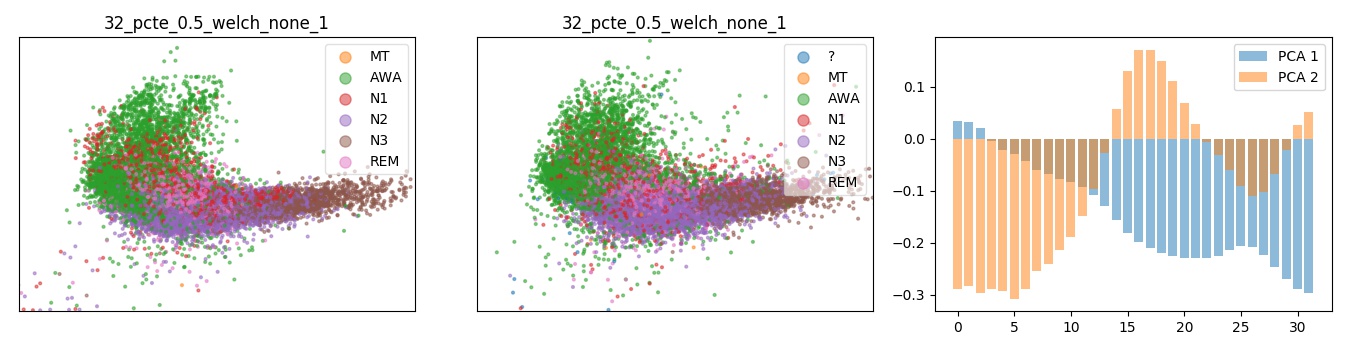 32_pcte_0.5_welch_none_1
MT
AWA
N1
N2
N3
REM
32_pcte_0.5_welch_none_1
?
MT
AWA
N1
N2
N3
REM
PCA 1
PCA 2
0.1
0.0
−0.1
−0.2
−0.3
0 5 10 15 20 25 30